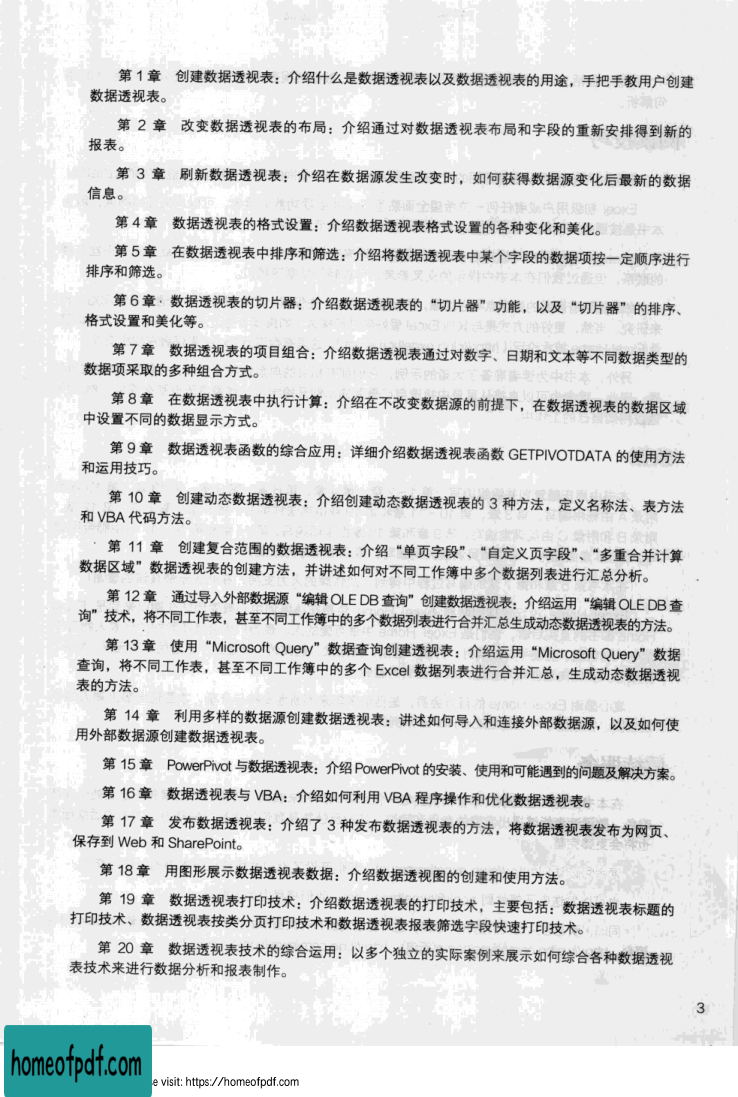 第 1 章　创建数据透视表：介绍什么是数据透视表以及数据透视表的用途，手把手教用户创建
数据透视表。
第 2 章　改变数据透视表的布局：介绍通过对数据透视表布局和字段的重新安排得到新的
报表。
第 3 章　刷新数据透视表：介绍在数据源发生改变时，如何获得数据源变化后最新的数据
信息。
第 4 章　数据透视表的格式设置：介绍数据透视表格式设置的各种变化和美化。
第 5 章　在数据透视表中排序和筛选：介绍将数据透视表中某个字段的数据项按一定顺序进行
排序和筛选。
第 6 章　数据透视表的切片器：介绍数据透视表的“切片器”功能，以及“切片器”的排序、
格式设置和美化等。
第 7 章　数据透视表的项目组合：介绍数据透视表通过对数字、日期和文本等不同数据类型的
数据项采取的多种组合方式。
第 8 章　在数据透视表中执行计算：介绍在不改变数据源的前提下，在数据透视表的数据区域
中设置不同的数据显示方式。
第 9 章　数据透视表函数的综合应用：详细介绍数据透视表函数 GETPIVOTDATA 的使用方法
和运用技巧。
第 10 章　创建动态数据透视表：介绍创建动态数据透视表的 3 种方法，定义名称法、表方法
和 VBA 代码方法。
第 11 章　创建复合范围的数据透视表：介绍“单页字段”、“自定义页字段”、“多重合并计算
数据区域”数据透视表的创建方法，并讲述如何对不同工作簿中多个数据列表进行汇总分析。
第 12 章　通过导入外部数据源“编辑 OLE DB 查询”创建数据透视表：介绍运用“编辑 OLE DB 查
询”技术，将不同工作表，甚至不同工作簿中的多个数据列表进行合并汇总生成动态数据透视表的方法。
第 13 章　使用“Microsoft Query”数据查询创建透视表：介绍运用“Microsoft Query”数据
查询，将不同工作表，甚至不同工作簿中的多个 Excel 数据列表进行合并汇总，生成动态数据透视
表的方法。
第 14 章　利用多样的数据源创建数据透视表：讲述如何导入和连接外部数据源，以及如何使
用外部数据源创建数据透视表。
第 15 章　PowerPivot 与数据透视表：介绍 PowerPivot 的安装、使用和可能遇到的问题及解决方案。
第 16 章　数据透视表与 VBA：介绍如何利用 VBA 程序操作和优化数据透视表。
第 17 章　发布数据透视表：介绍了 3 种发布数据透视表的方法，将数据透视表发布为网页、
保存到 Web 和 SharePoint。
第 18 章　用图形展示数据透视表数据：介绍数据透视图的创建和使用方法。
第 19 章　数据透视表打印技术：介绍数据透视表的打印技术，主要包括：数据透视表标题的
打印技术、数据透视表按类分页打印技术和数据透视表报表筛选字段快速打印技术。
第 20 章　数据透视表技术的综合运用：以多个独立的实际案例来展示如何综合各种数据透视
表技术来进行数据分析和报表制作。
3
homeofpdf.com
e visit: https://homeofpdf.com